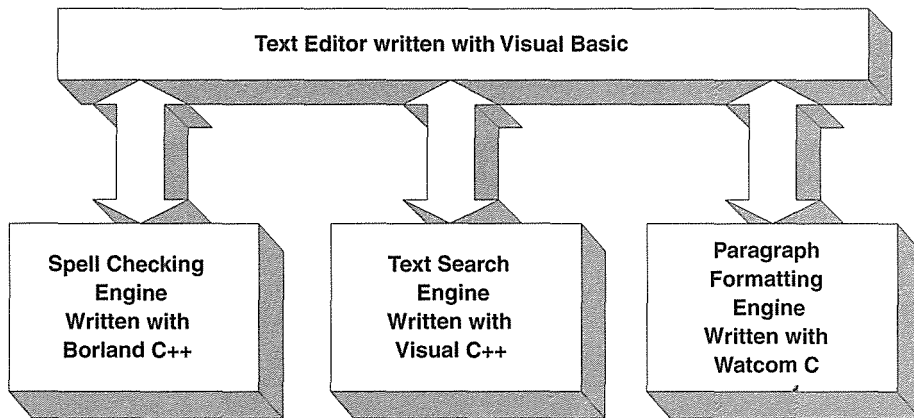 Text Editor written with Visual Basic
Spell Checking
Engine
Written with
Borland C++
Text Search
Engine
Written with
Visual C++
Paragraph
Formatting
Engine
Written with
Watcom C